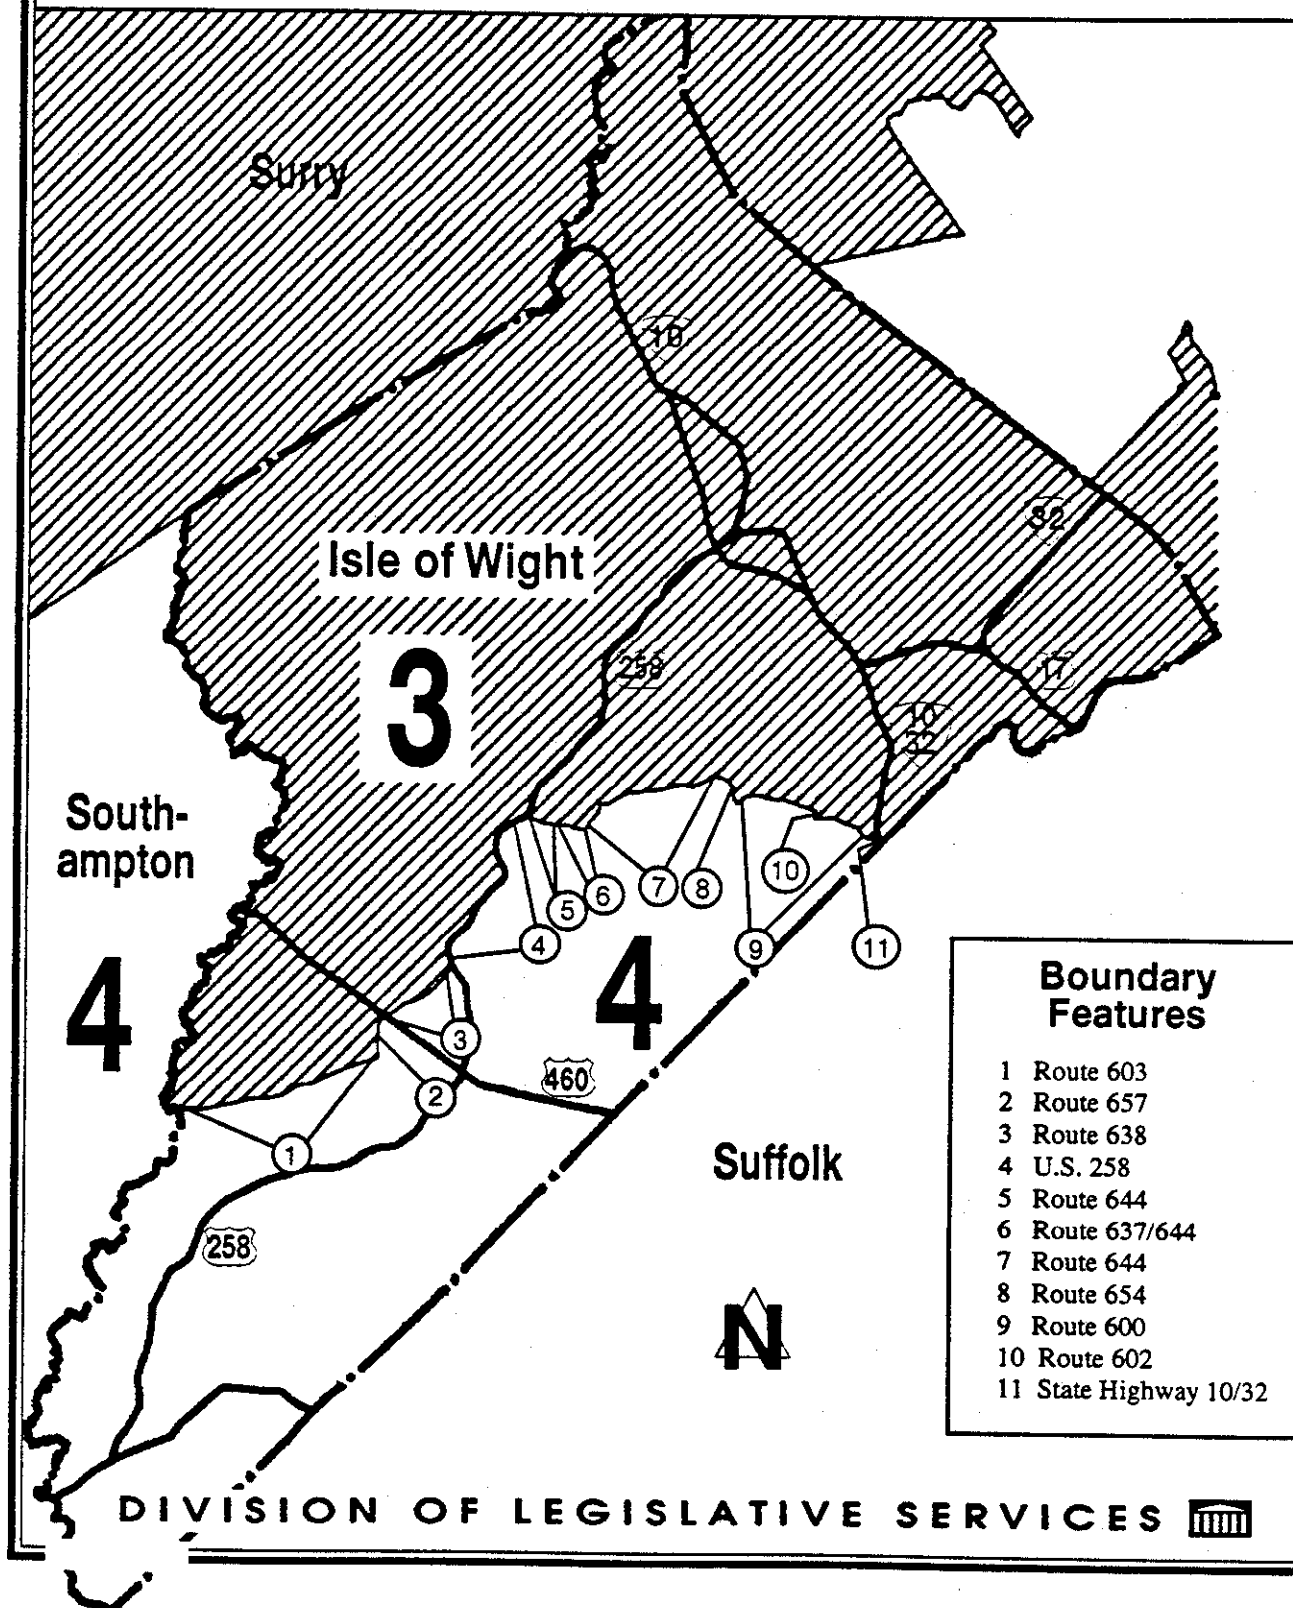 Surry
10
32
Isle of Wight
3
258
17
10
32
South-
ampton
4
4
5
6
7
8
9
10
11
4
3
2
1
460
258
Suffolk
N
Boundary
Features
1 Route 603
2 Route 657
3 Route 638
4 U.S. 258
5 Route 644
6 Route 637/644
7 Route 644
8 Route 654
9 Route 600
10 Route 602
11 State Highway 10/32
DIVISION OF LEGISLATIVE SERVICES